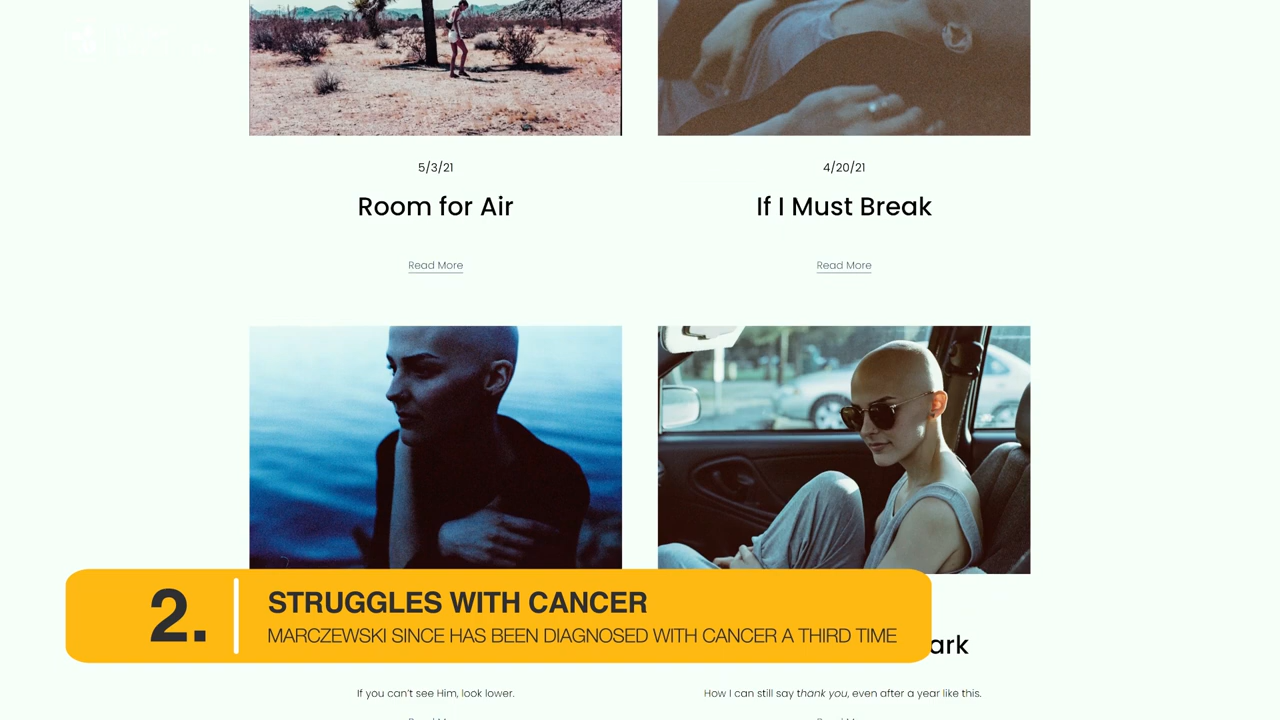 5/3/21
4/20/21
Room for Air
If I Must Break
Read More
Read More
2.
STRUGGLES WITH CANCER
MARCZEWSKI SINCE HAS BEEN DIAGNOSED WITH CANCER A THIRD TIME
ark
If you can't see Him, look lower.
How I can still say thank you, even after a year like this.